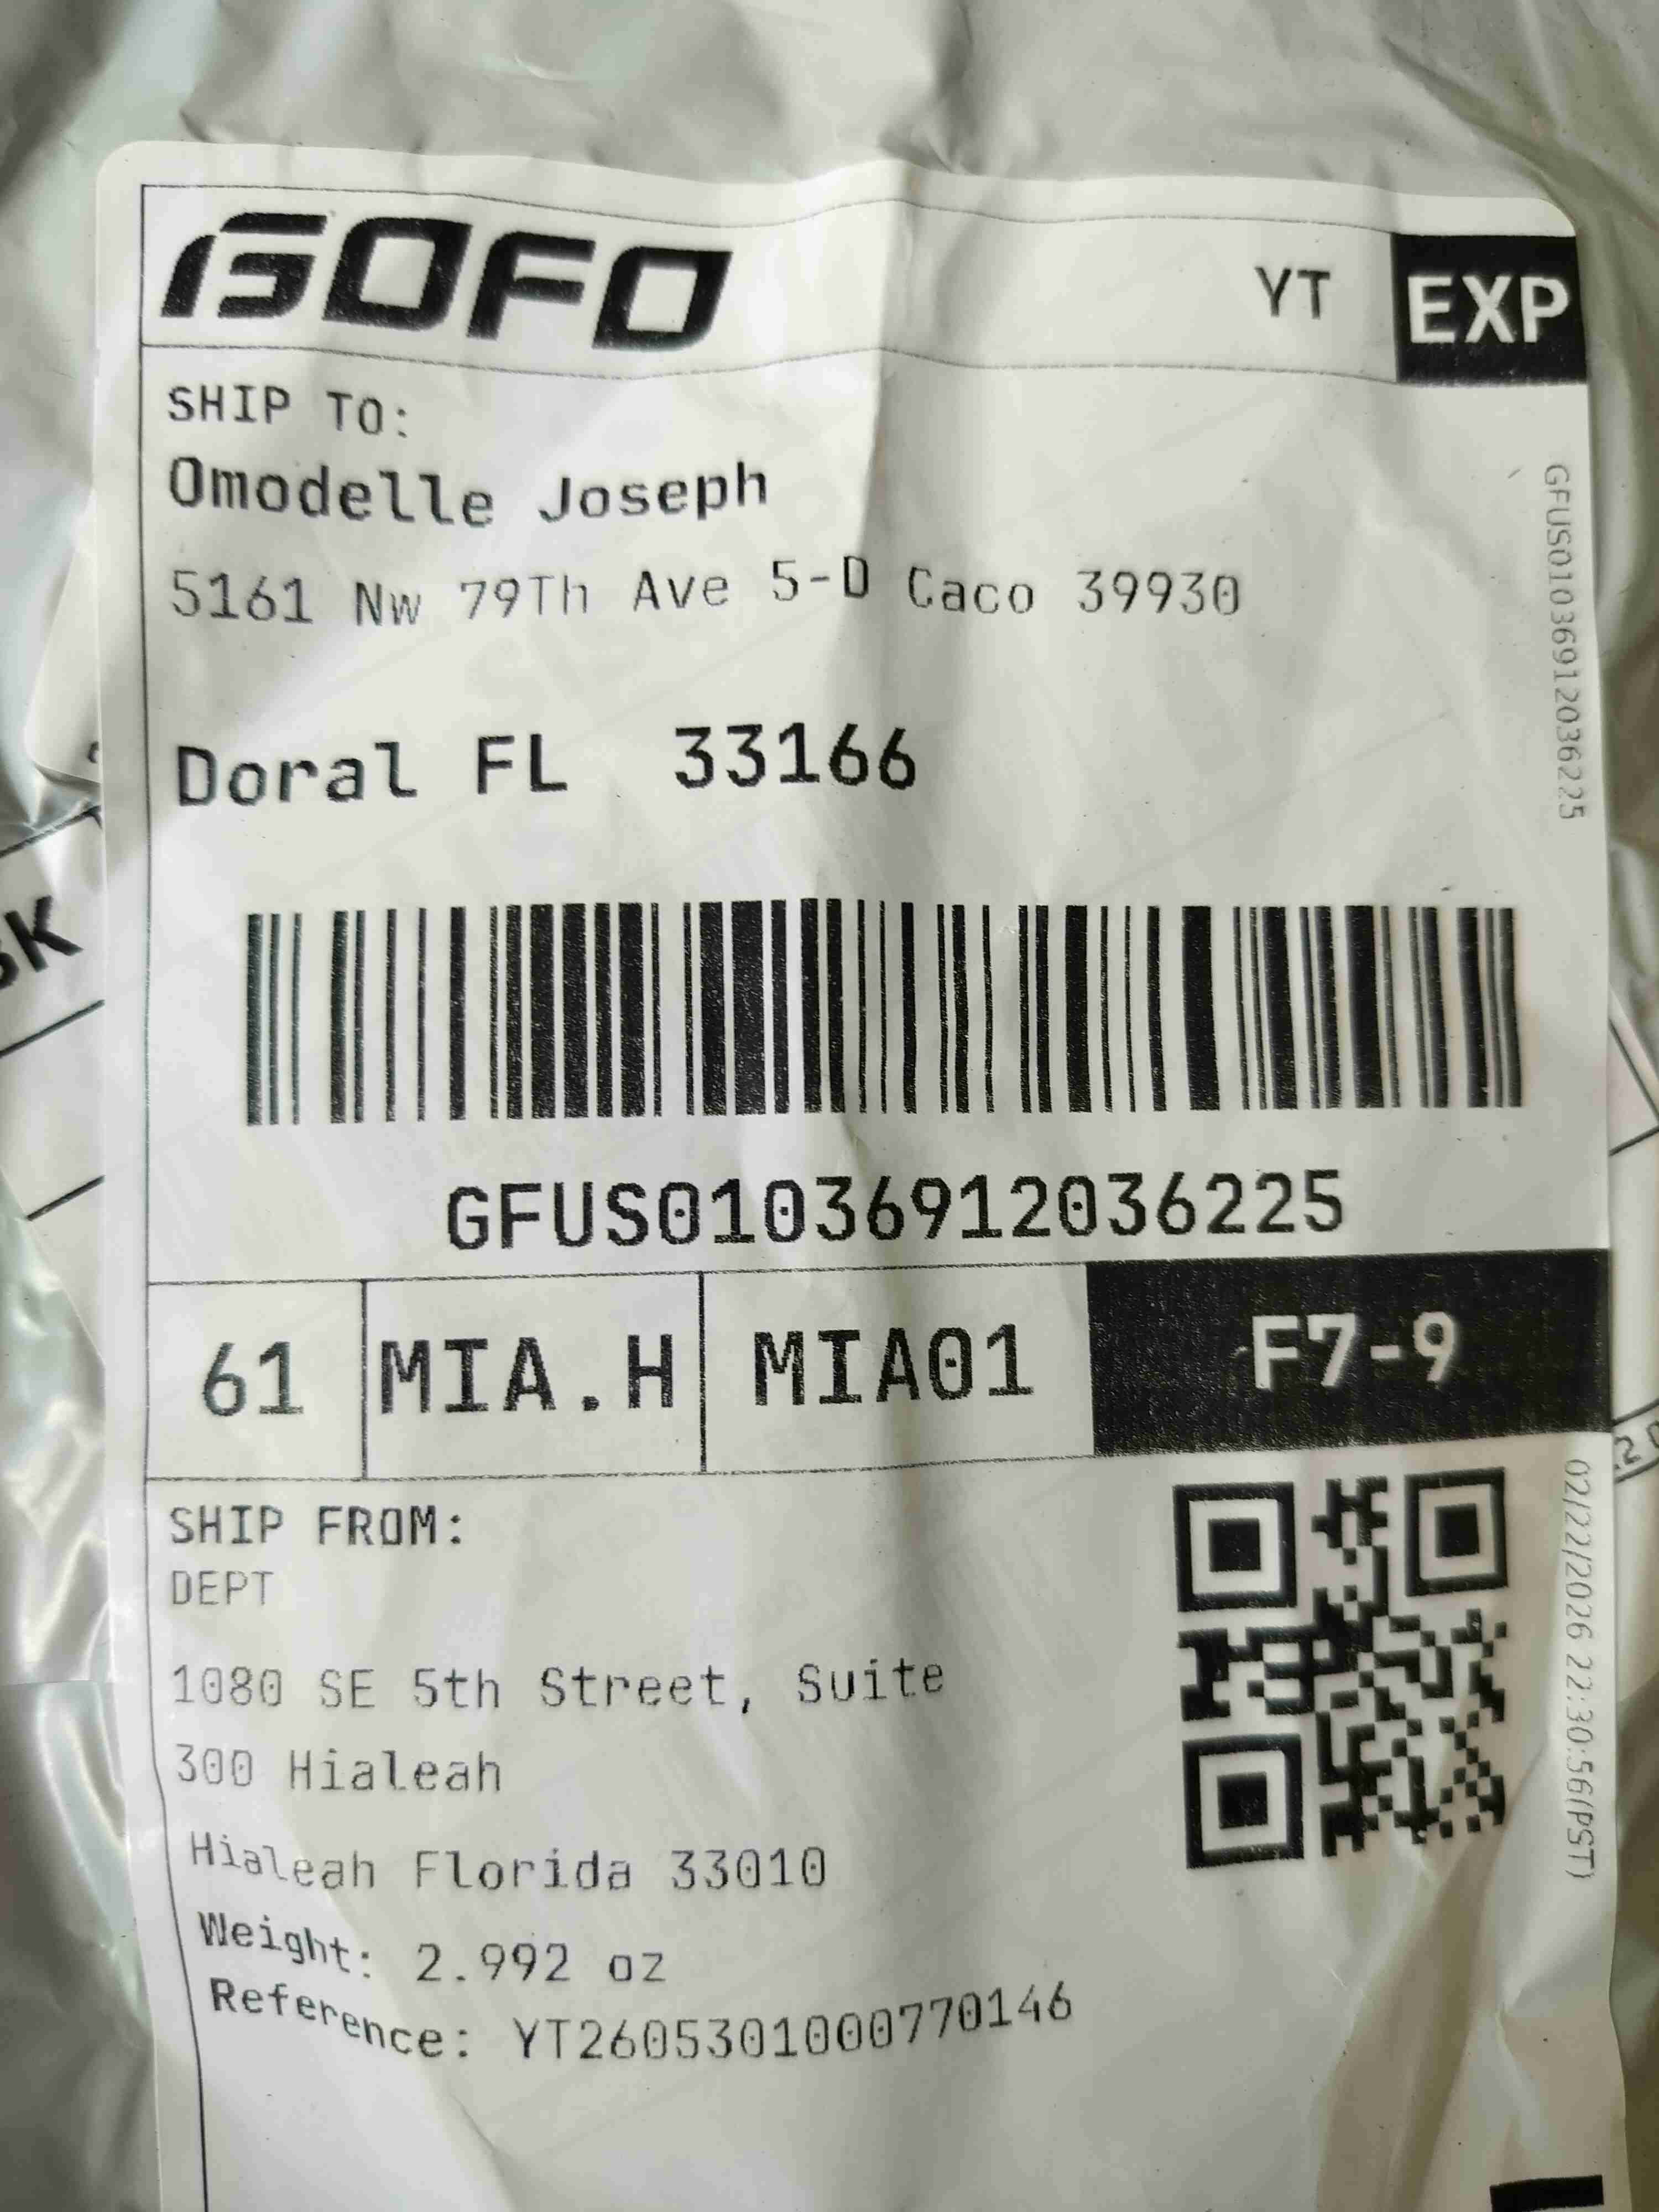 GOFO
YT EXP
SHIP TO:
Omodelle Joseph
5161 Nw 79Th Ave 5-D Caco 39930
Doral FL 33166
GFUS01036912036225
GFUS01036912036225
61 MIA.H MIA01 F7-9
SHIP FROM:
DEPT
1080 SE 5th Street, Suite
300 Hialeah
Hialeah Florida 33010
Weight: 2.992 oz
Reference: YT2605301000770146
02/22/2026 22:30:56(PST)